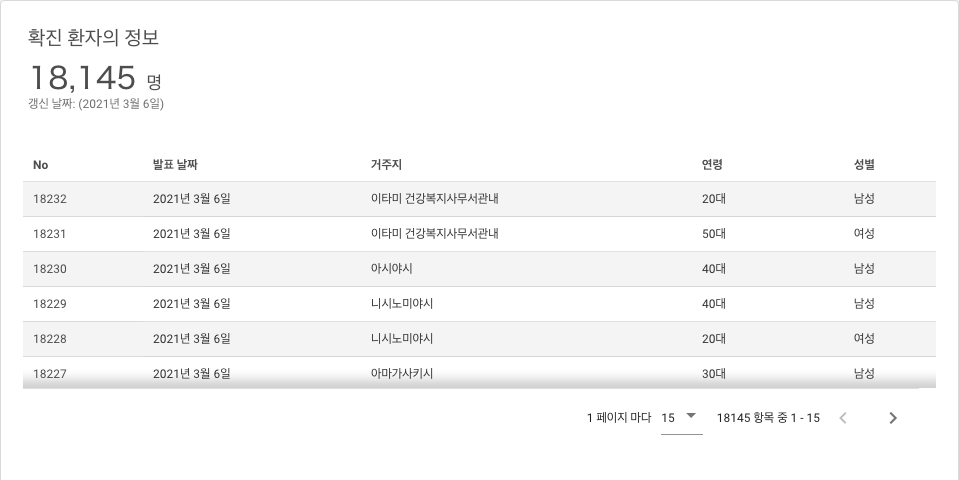 확진 환자의 정보
18,145 명
갱신 날짜: (2021년 3월 6일)
No 발표 날짜 거주지 연령 성별
18232 2021년 3월 6일 이타미 건강복지사무서관내 20대 남성
18231 2021년 3월 6일 이타미 건강복지사무서관내 50대 여성
18230 2021년 3월 6일 아시야시 40대 남성
18229 2021년 3월 6일 니시노미야시 40대 남성
18228 2021년 3월 6일 니시노미야시 20대 여성
18227 2021년 3월 6일 아마가사키시 30대 남성
1 페이지 마다 15 18145 항목 중 1 - 15